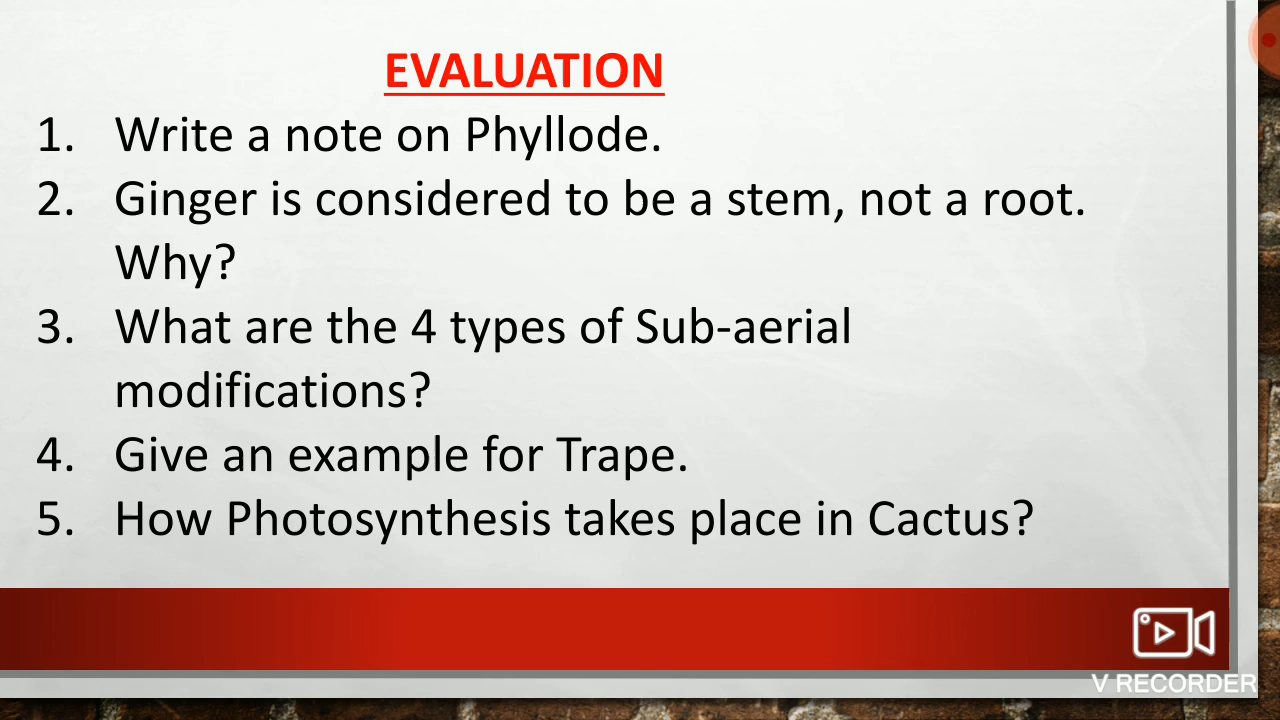 EVALUATION
1. Write a note on Phyllode.
2. Ginger is considered to be a stem, not a root.
Why?
3. What are the 4 types of Sub-aerial
modifications?
4. Give an example for Trape.
5. How Photosynthesis takes place in Cactus?
V RECORDER